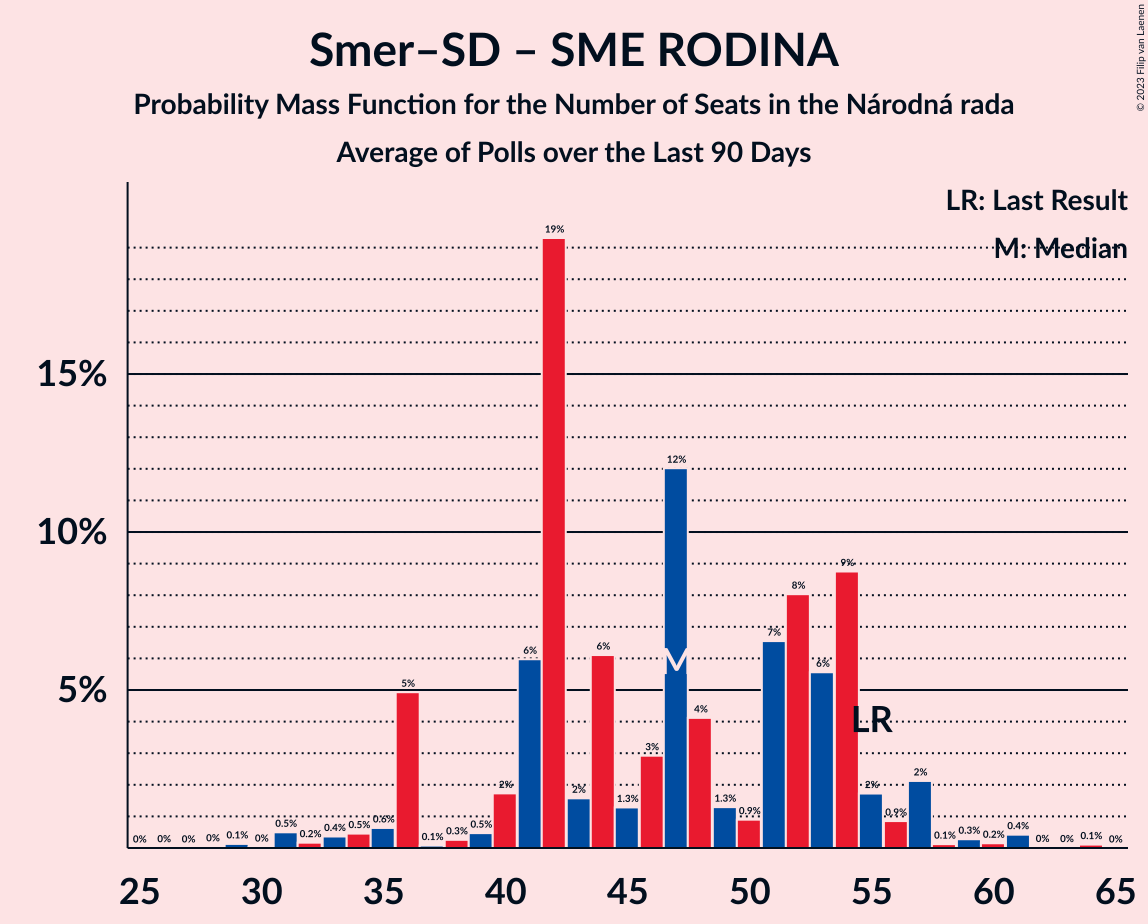 Smer–SD – SME RODINA
Probability Mass Function for the Number of Seats in the Národná rada
Average of Polls over the Last 90 Days
© 2023 Filip van Laenen
LR: Last Result
M: Median
15%
10%
5%
0% 0% 0% 0% 0.1% 0% 0.5% 0.2% 0.4% 0.5% 0.6% 5% 0.1% 0.3% 0.5% 2% 6% 19% 2% 6% 1.3% 3% 12% 4% 1.3% 0.9% 7% 8% 6% 9% 2% 0.9% 2% 0.1% 0.3% 0.2% 0.4% 0% 0% 0.1% 0%
M
LR
25 30 35 40 45 50 55 60 65